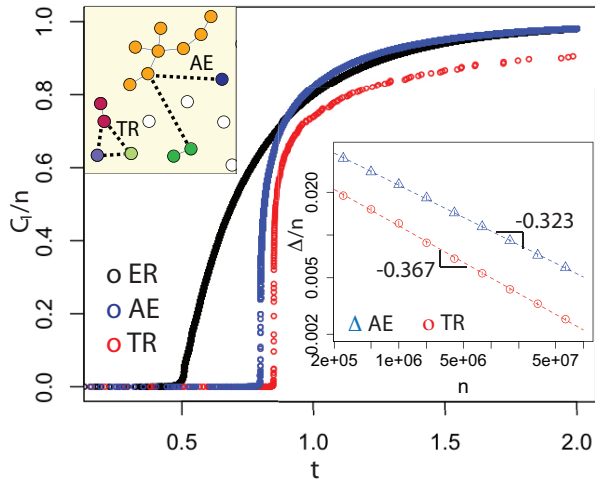 1.0
0.8
0.6
0.4
0.2
0.0
C₁/n
AE
TR
ER
AE
TR
0.020
0.005
0.002
Δ/n
-0.323
-0.367
Δ AE
TR
2e+05
1e+06
5e+06
5e+07
n
0.5
1.0
1.5
2.0
t